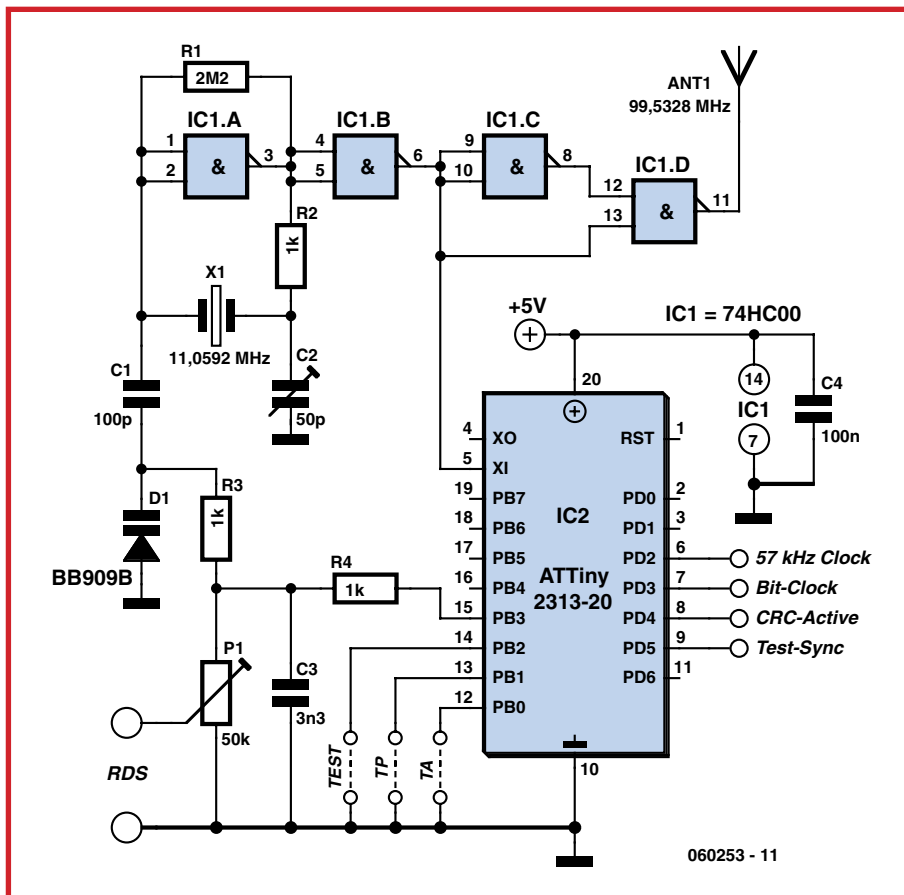 R1
2M2
ANT1
99,5328 MHz
IC1.A
IC1.B
IC1.C
IC1.D
1
2
&
3
4
5
&
6
9
10
&
8
12
13
&
11
R2
1k
X1
11,0592 MHz
C1
100p
C2
50p
+5V
IC1 = 74HC00
20
14
IC1
7
C4
100n
D1
BB909B
R3
1k
R4
1k
4
XO
5
XI
19
PB7
18
PB6
17
PB5
16
PB4
15
PB3
14
PB2
13
PB1
12
PB0
IC2
ATTiny
2313-20
RST
1
PD0
2
PD1
3
PD2
6
57 kHz Clock
PD3
7
Bit-Clock
PD4
8
CRC-Active
PD5
9
Test-Sync
PD6
11
10
P1
50k
C3
3n3
RDS
TEST
TP
TA
060253 - 11